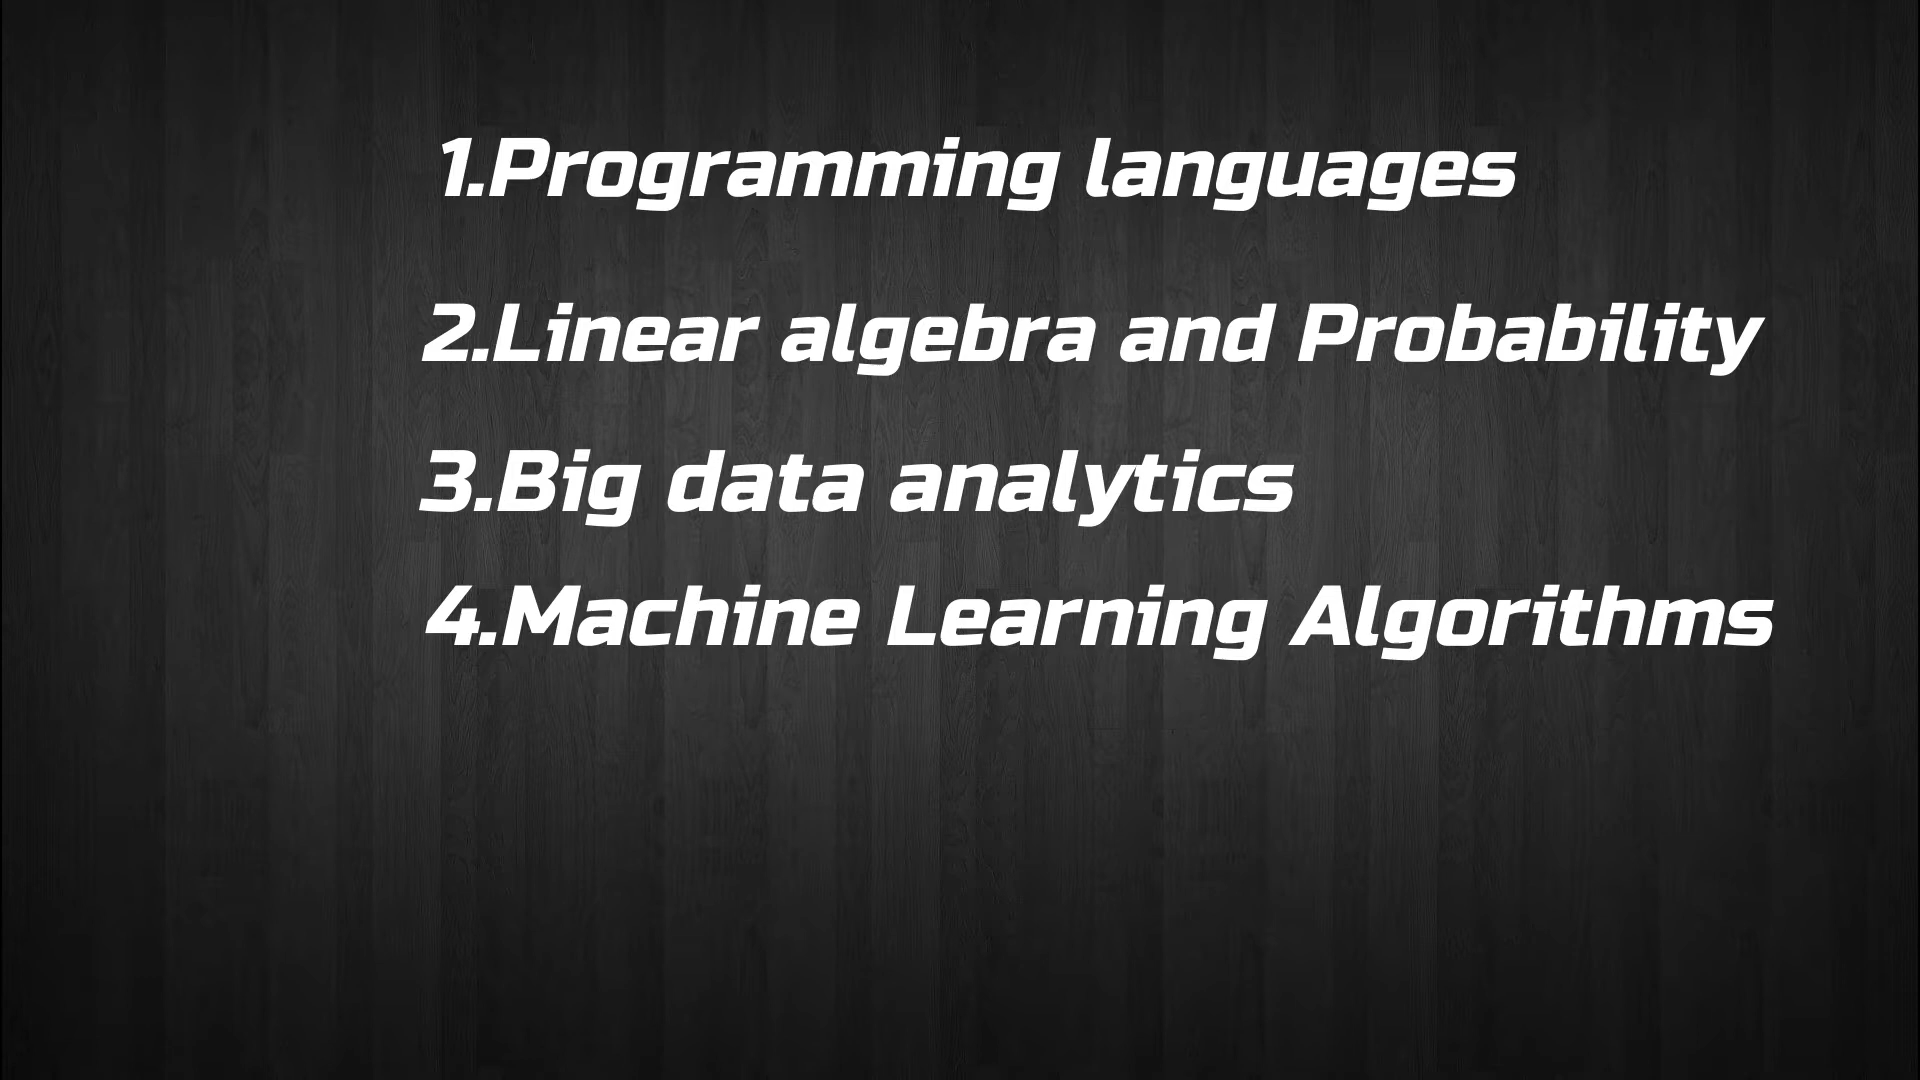 1.Programming languages
2.Linear algebra and Probability
3.Big data analytics
4.Machine Learning Algorithms